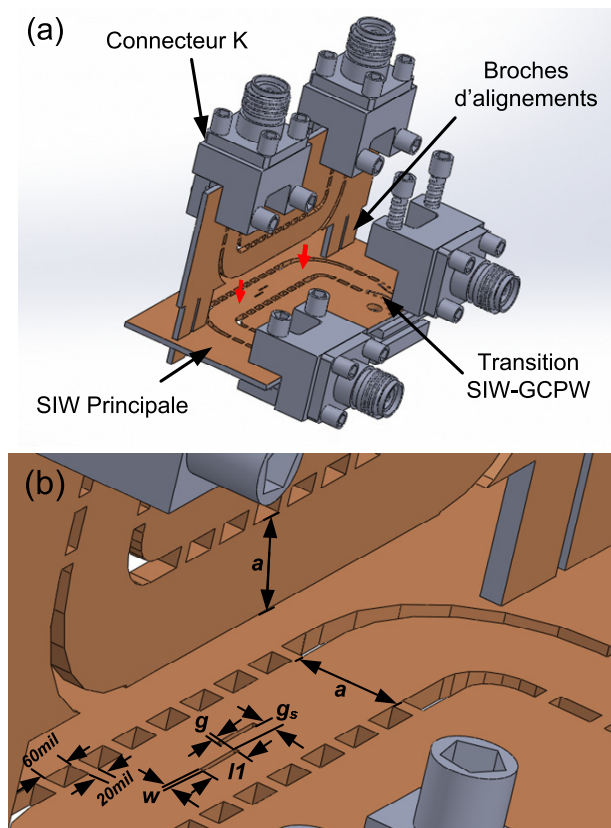 (a)
Connecteur K
Broches
d'alignements
Transition
SIW-GCPW
SIW Principale
(b)
a
a
g
gs
l1
w
60mil
20mil